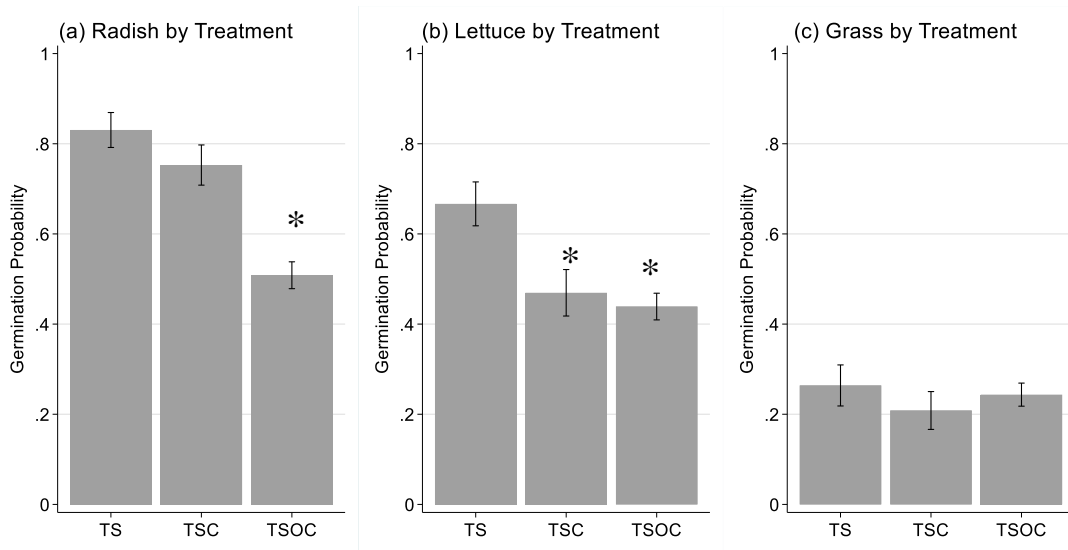 (a) Radish by Treatment
Germination Probability
1
.8
.6
.4
.2
0
*
TS TSC TSOC
(b) Lettuce by Treatment
Germination Probability
1
.8
.6
.4
.2
0
* *
TS TSC TSOC
(c) Grass by Treatment
Germination Probability
1
.8
.6
.4
.2
0
TS TSC TSOC